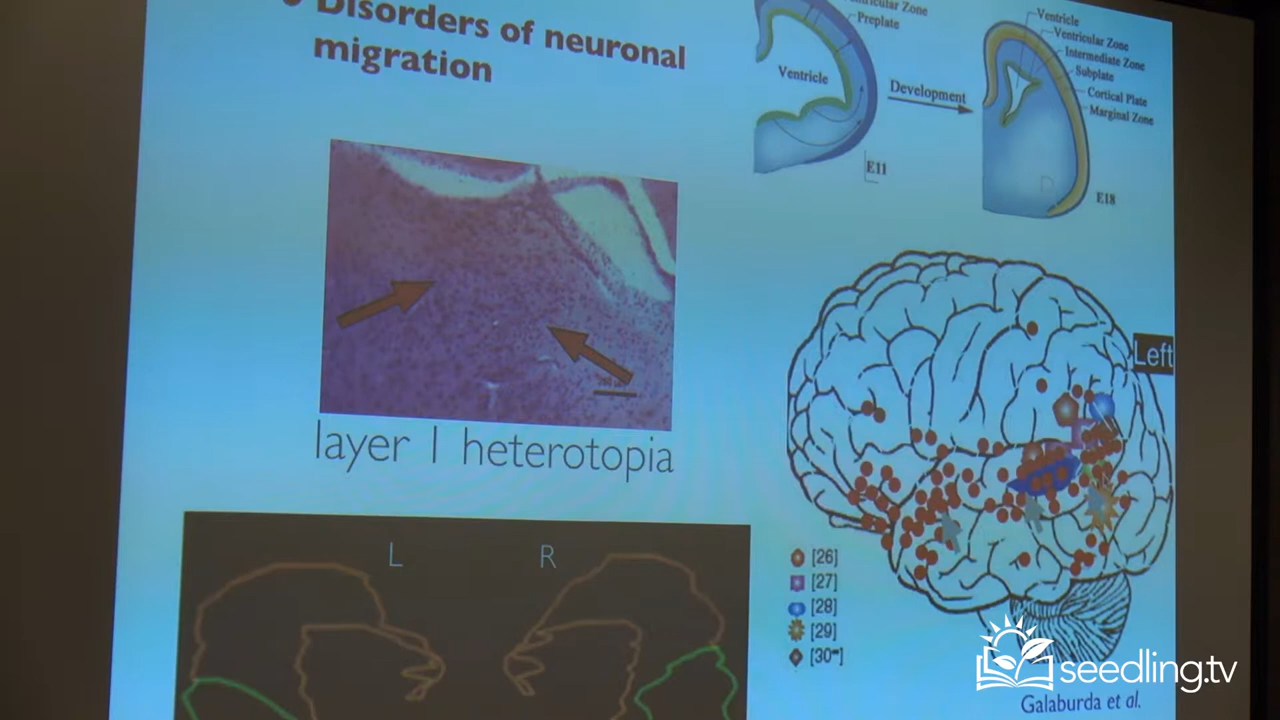 Disorders of neuronal
migration
Zone
Preplate
Ventricle
E11
Development
Ventricle
Ventricular Zone
Intermediate Zone
Subplate
Cortical Plate
Marginal Zone
E18
layer I heterotopia
L R
Left
[26]
[27]
[28]
[29]
seedling.tv
Galaburda et al.